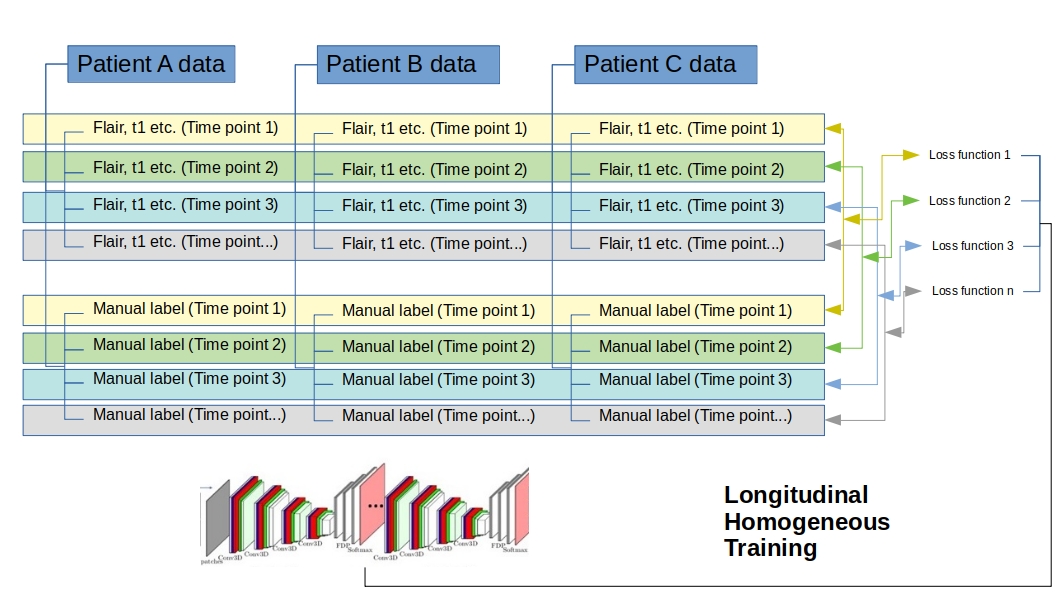 Patient A data Patient B data Patient C data
Flair, t1 etc. (Time point 1) Flair, t1 etc. (Time point 1) Flair, t1 etc. (Time point 1)
Loss function 1
Flair, t1 etc. (Time point 2) Flair, t1 etc. (Time point 2) Flair, t1 etc. (Time point 2)
Loss function 2
Flair, t1 etc. (Time point 3) Flair, t1 etc. (Time point 3) Flair, t1 etc. (Time point 3)
Flair, t1 etc. (Time point...) Flair, t1 etc. (Time point...) Flair, t1 etc. (Time point...)
Loss function 3
Loss function n
Manual label (Time point 1) Manual label (Time point 1) Manual label (Time point 1)
Manual label (Time point 2) Manual label (Time point 2) Manual label (Time point 2)
Manual label (Time point 3) Manual label (Time point 3) Manual label (Time point 3)
Manual label (Time point...) Manual label (Time point...) Manual label (Time point...)
Longitudinal
Homogeneous
Training
...
patches Conv3D Conv3D Conv3D Conv3D FDP Softmax Conv3D Conv3D Conv3D Conv3D FDP Softmax